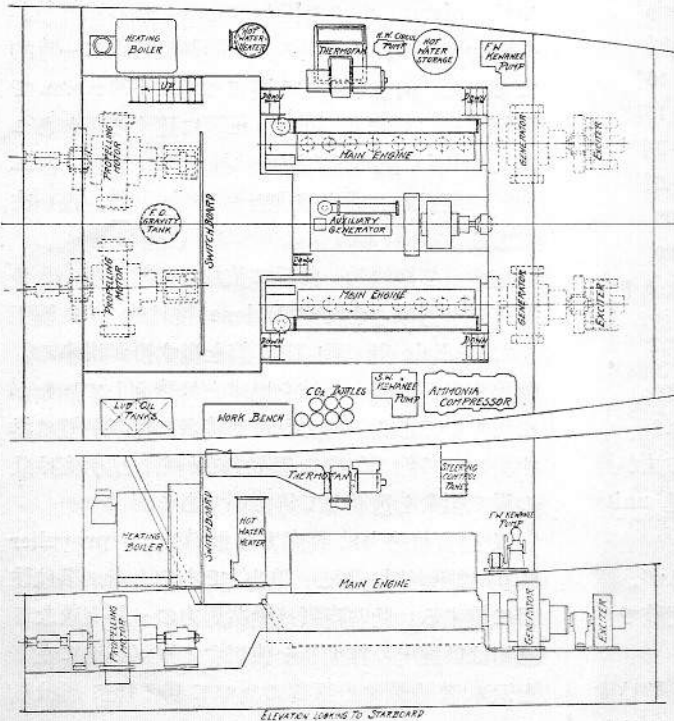 HEATING
BOILER
HOT
WATER
HEATER
THERMOFAN
H.W. CIRCUL
PUMP
HOT
WATER
STORAGE
F.W.
KEWANEE
PUMP
UP
DOWN
DOWN
PROPELLING
MOTOR
MAIN ENGINE
GENERATOR
EXCITER
F.O.
GRAVITY
TANK
SWITCHBOARD
AUXILIARY
GENERATOR
DOWN
PROPELLING
MOTOR
MAIN ENGINE
GENERATOR
EXCITER
DOWN
DOWN
LUB OIL
TANKS
WORK BENCH
CO2 BOTTLES
S.W.
KEWANEE
PUMP
AMMONIA
COMPRESSOR
HEATING
BOILER
SWITCHBOARD
HOT
WATER
HEATER
THERMOFAN
STEERING
CONTROL
PANEL
F.W. KEWANEE
PUMP
PROPELLING
MOTOR
MAIN ENGINE
GENERATOR
EXCITER
ELEVATION LOOKING TO STARBOARD